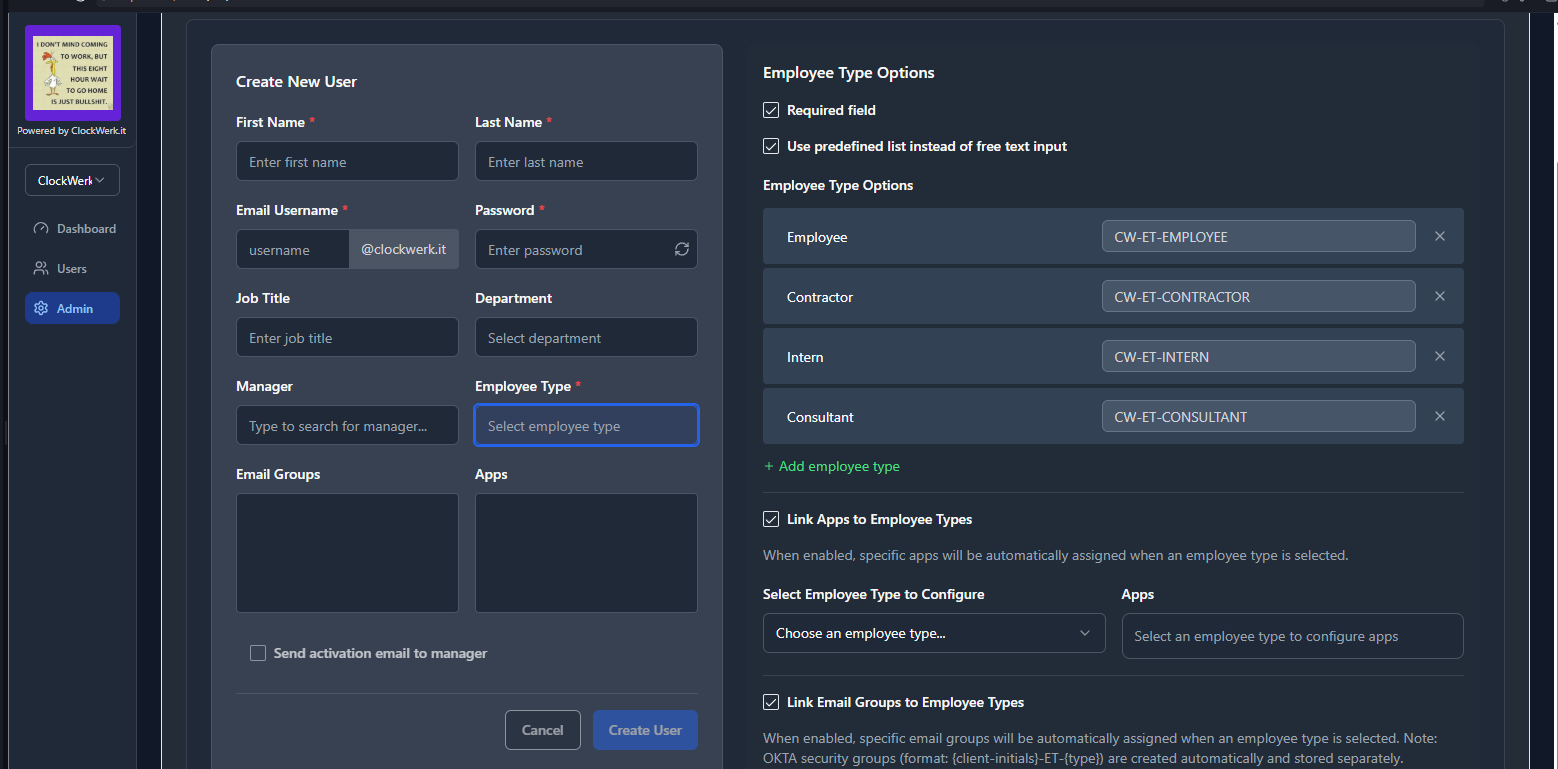 I DON'T MIND COMING
TO WORK, BUT
THIS EIGHT
HOUR WAIT
TO GO HOME
IS JUST BULLSHIT.
Powered by ClockWerk.it
ClockWerk
Dashboard
Users
Admin
Create New User
First Name *
Last Name *
Enter first name
Enter last name
Email Username *
Password *
username
@clockwerk.it
Enter password
Job Title
Department
Enter job title
Select department
Manager
Employee Type *
Type to search for manager...
Select employee type
Email Groups
Apps
Send activation email to manager
Cancel
Create User
Employee Type Options
Required field
Use predefined list instead of free text input
Employee Type Options
Employee
CW-ET-EMPLOYEE
Contractor
CW-ET-CONTRACTOR
Intern
CW-ET-INTERN
Consultant
CW-ET-CONSULTANT
+ Add employee type
Link Apps to Employee Types
When enabled, specific apps will be automatically assigned when an employee type is selected.
Select Employee Type to Configure
Apps
Choose an employee type...
Select an employee type to configure apps
Link Email Groups to Employee Types
When enabled, specific email groups will be automatically assigned when an employee type is selected. Note:
OKTA security groups (format: {client-initials}-ET-{type}) are created automatically and stored separately.